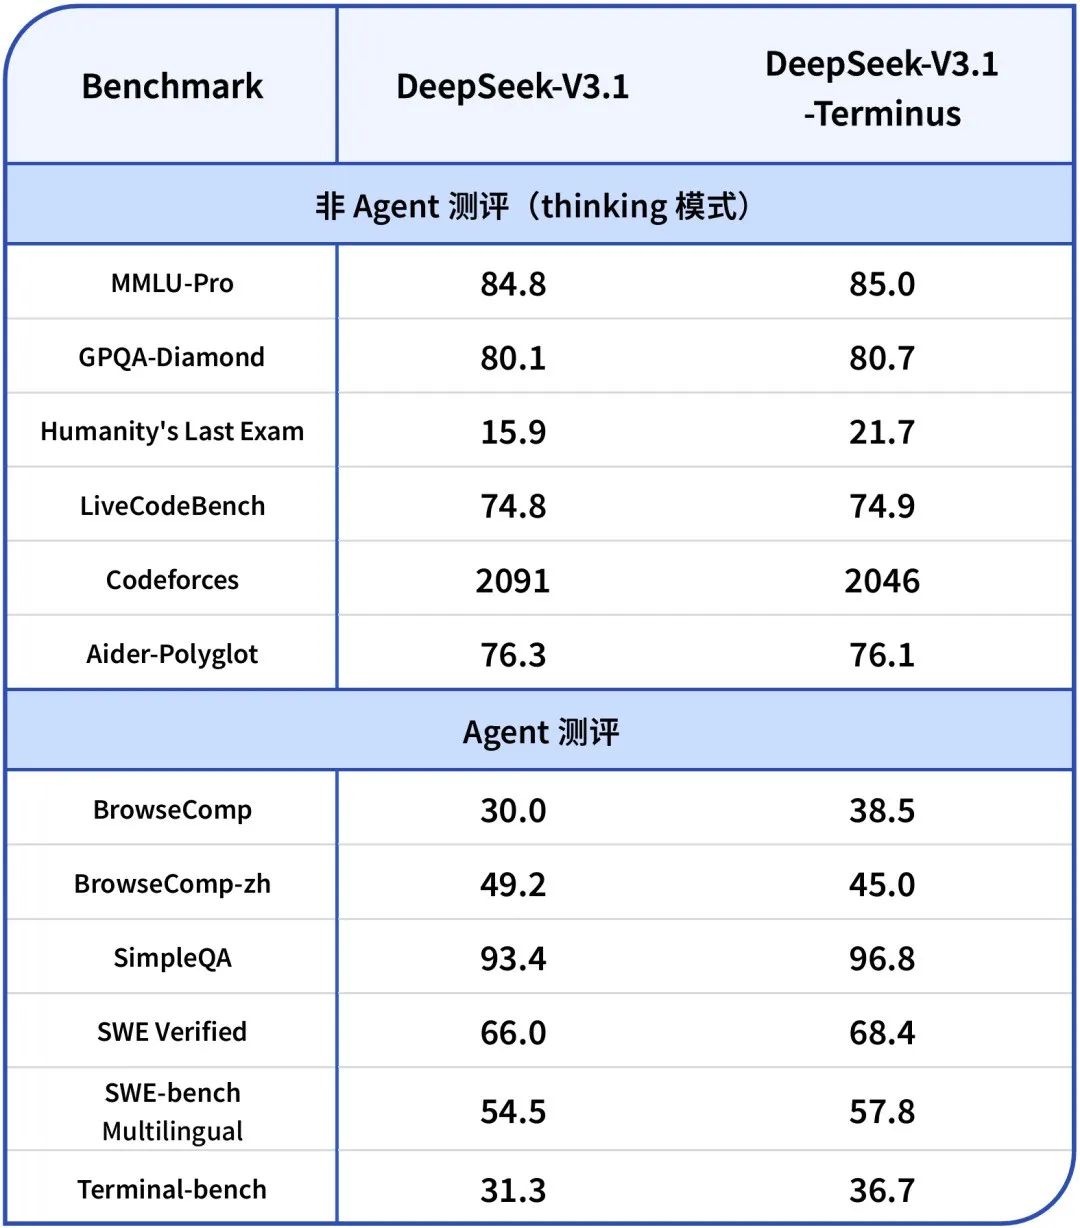 Benchmark DeepSeek-V3.1 DeepSeek-V3.1
-Terminus
非 Agent 测评（thinking 模式）
MMLU-Pro 84.8 85.0
GPQA-Diamond 80.1 80.7
Humanity's Last Exam 15.9 21.7
LiveCodeBench 74.8 74.9
Codeforces 2091 2046
Aider-Polyglot 76.3 76.1
Agent 测评
BrowseComp 30.0 38.5
BrowseComp-zh 49.2 45.0
SimpleQA 93.4 96.8
SWE Verified 66.0 68.4
SWE-bench
Multilingual 54.5 57.8
Terminal-bench 31.3 36.7